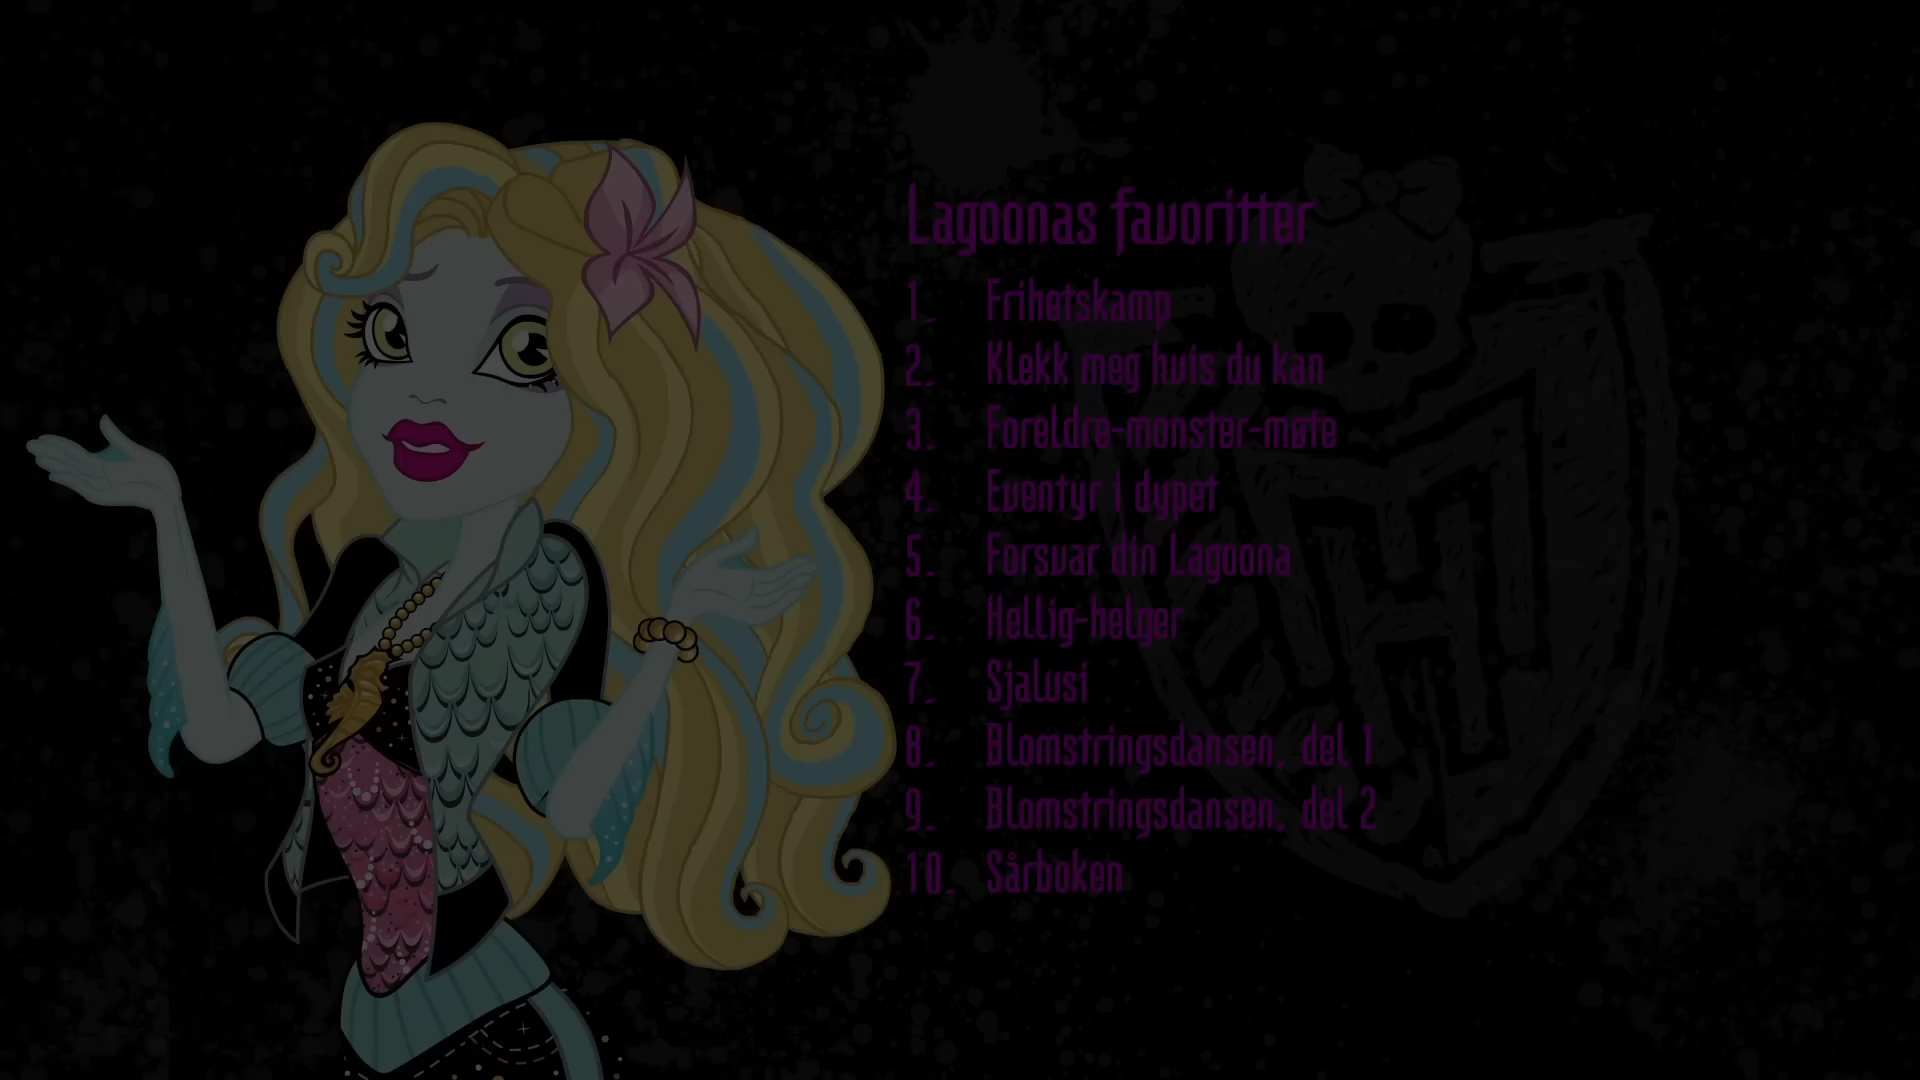 Lagoonas favoritter
1. Frihetskamp
2. Klekk meg hvis du kan
3. Foreldre-monster-møte
4. Eventyr i dypet
5. Forsvar din Lagoona
6. Hellig-helger
7. Sjalusi
8. Blomstringsdansen, del 1
9. Blomstringsdansen, del 2
10. Sårboken